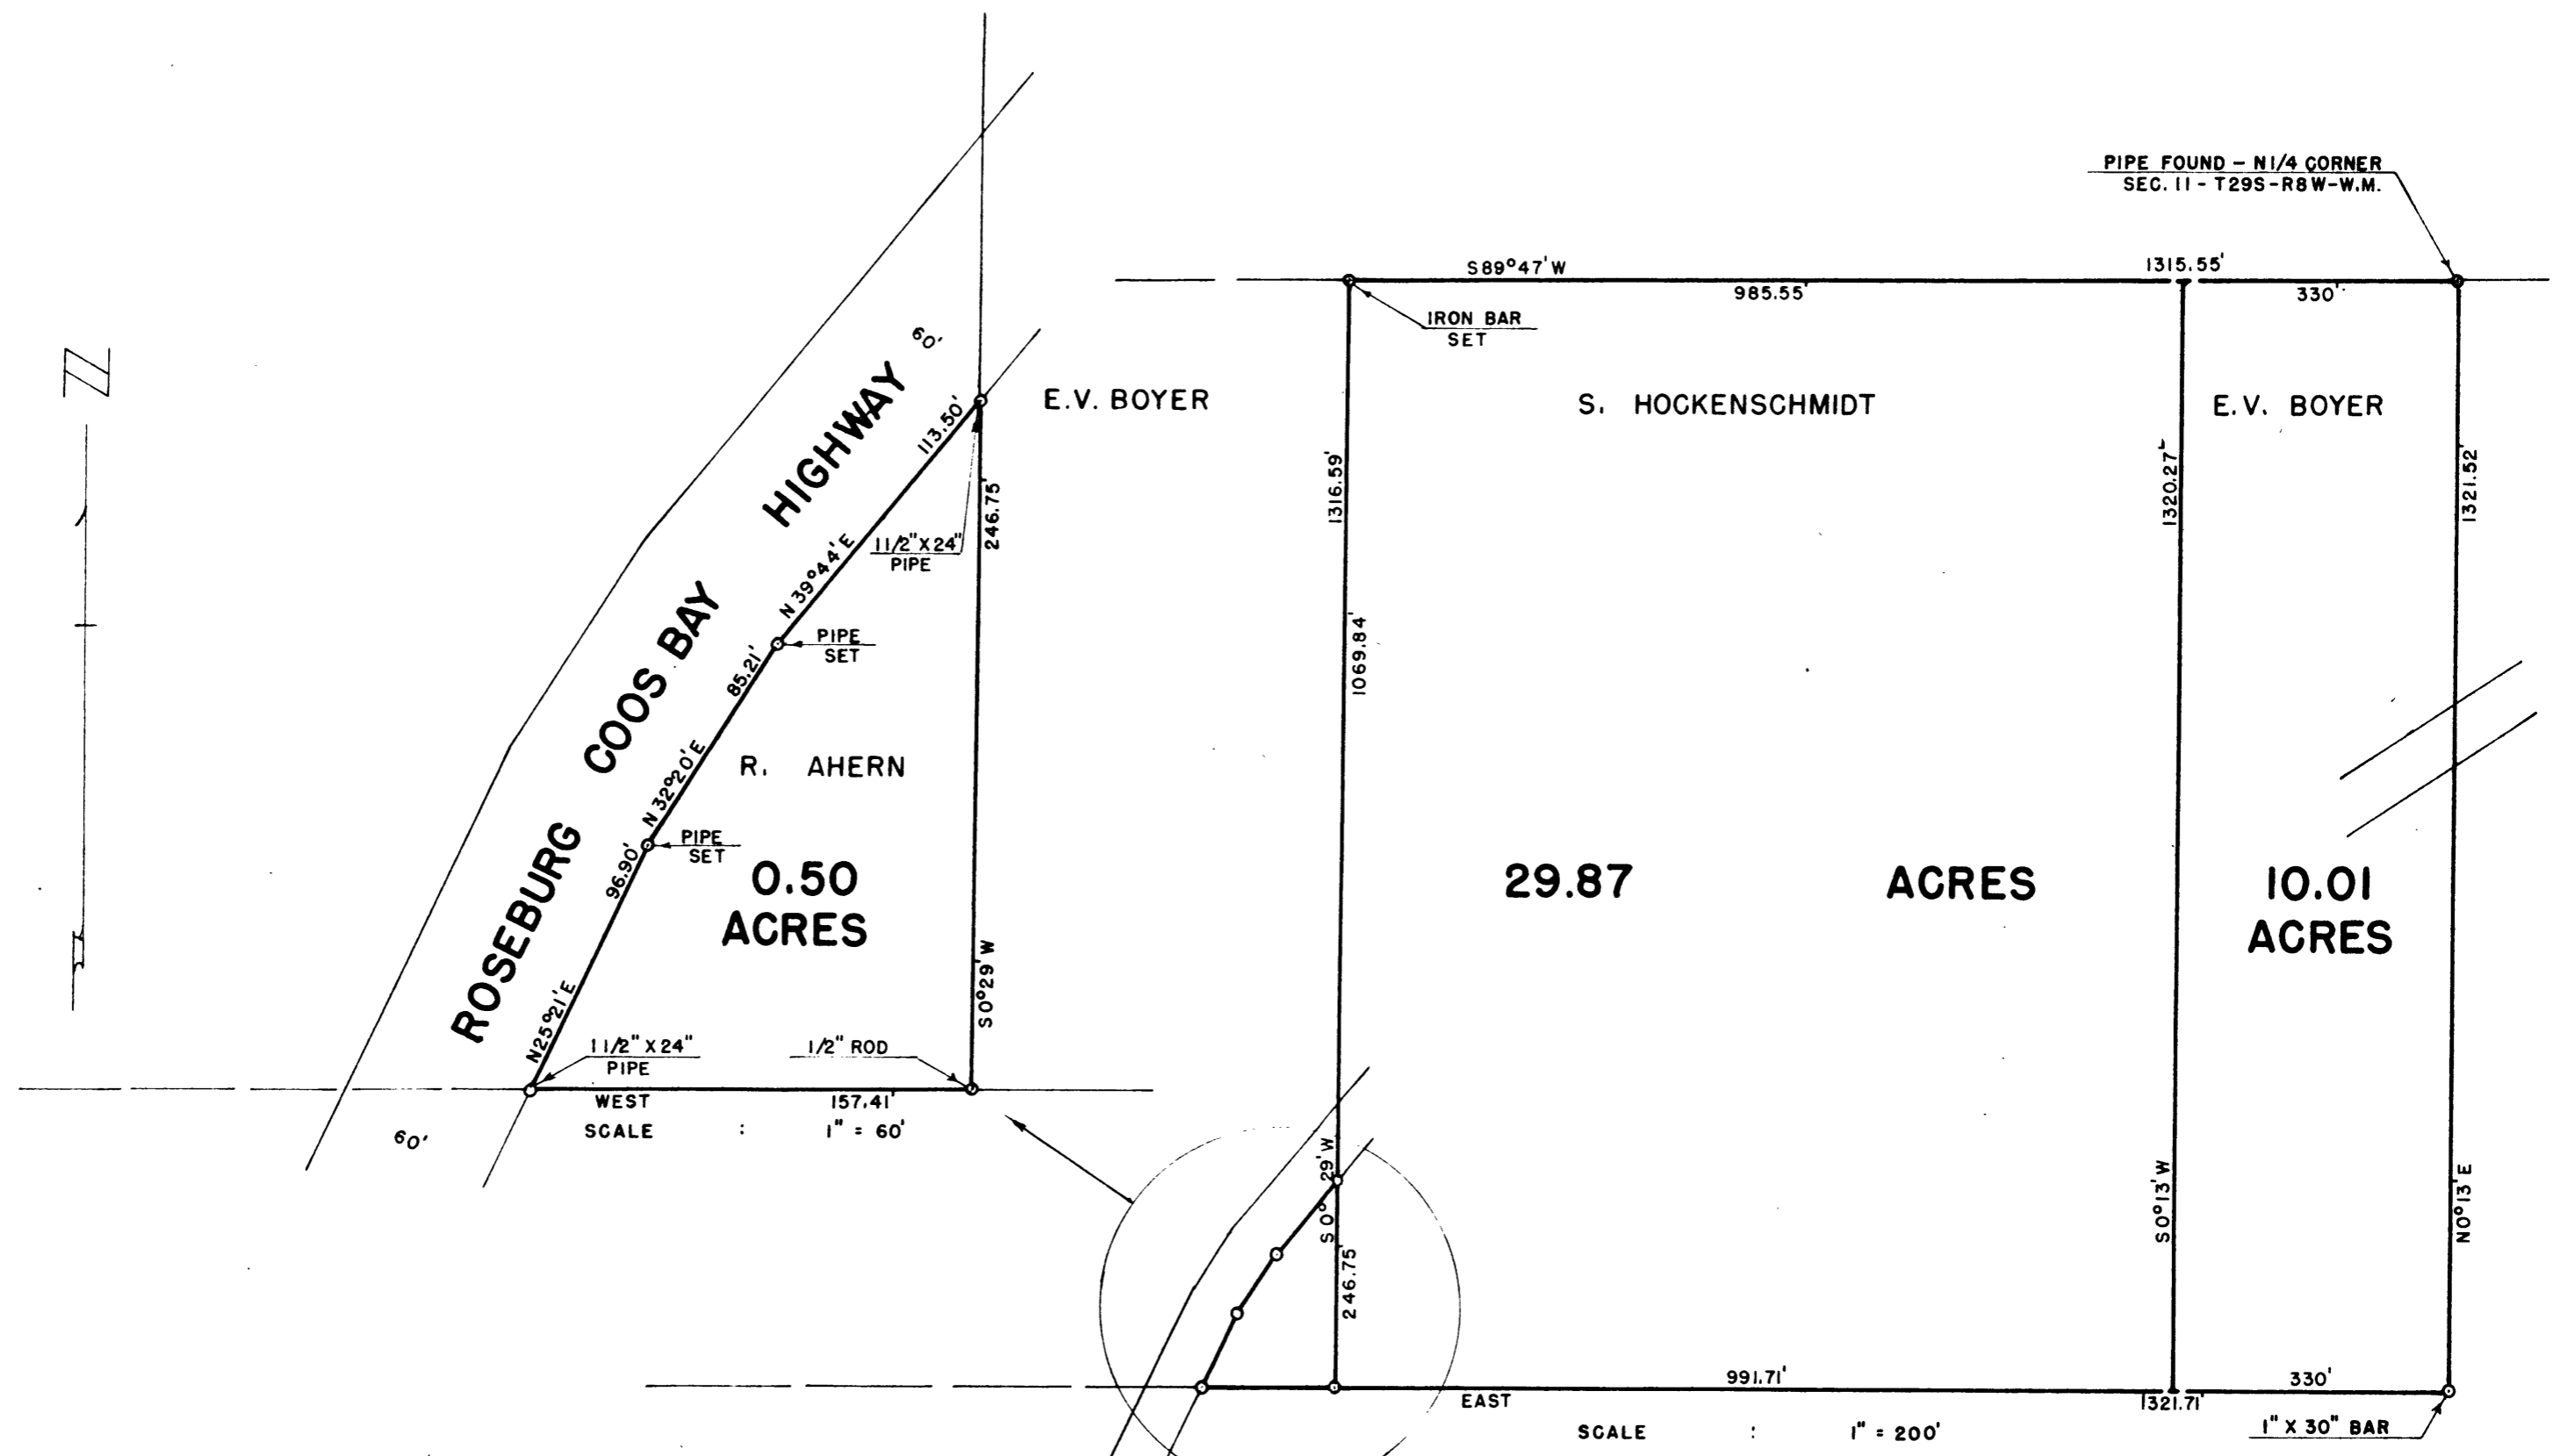 N
PIPE FOUND – N 1/4 CORNER
SEC. 11 - T29S-R8W-W.M.
S89°47'W
1315.55'
985.55'
330'
IRON BAR
SET
60'
E.V. BOYER
S. HOCKENSCHMIDT
E.V. BOYER
113.50'
246.75'
1316.59'
1320.27'
1321.52'
N 39°44'E
1 1/2" X 24"
PIPE
1069.84'
ROSEBURG COOS BAY HIGHWAY
PIPE
SET
85.21'
N 32°20'E
R. AHERN
PIPE
SET
96.90'
0.50
ACRES
29.87 ACRES
10.01
ACRES
S0°29'W
N25°21'E
1 1/2" X 24"
PIPE
1/2" ROD
WEST 157.41'
SCALE : 1" = 60'
60'
S 0° 29' W
246.75'
S0°13'W
N0°13'E
991.71'
330'
EAST
1321.71'
SCALE : 1" = 200'
1" X 30" BAR